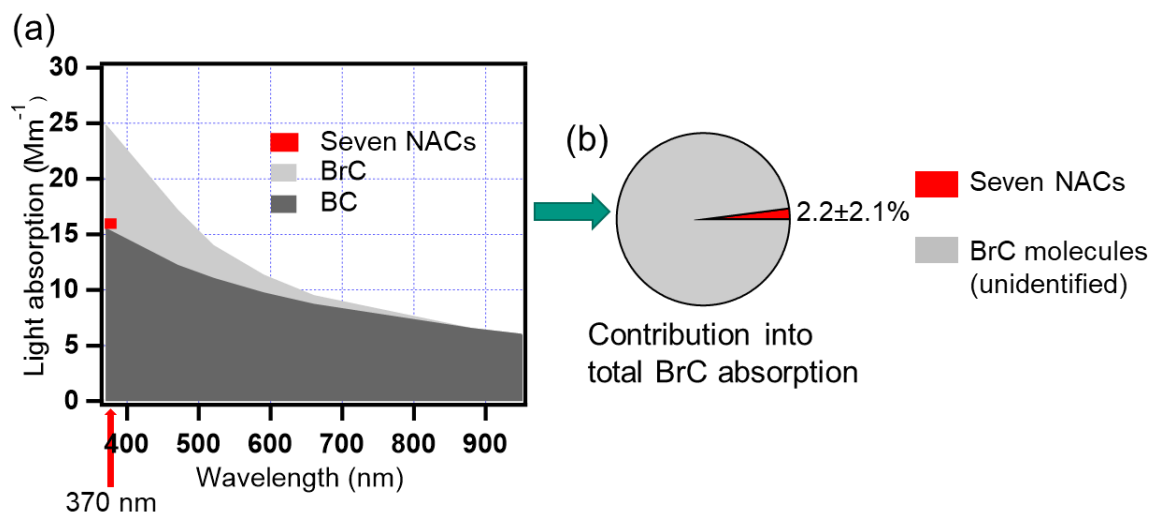 (a)
30
25
20
15
10
5
0
Light absorption (Mm⁻¹)
Seven NACs
BrC
BC
400 500 600 700 800 900
Wavelength (nm)
370 nm
(b)
2.2±2.1%
Contribution into
total BrC absorption
Seven NACs
BrC molecules
(unidentified)